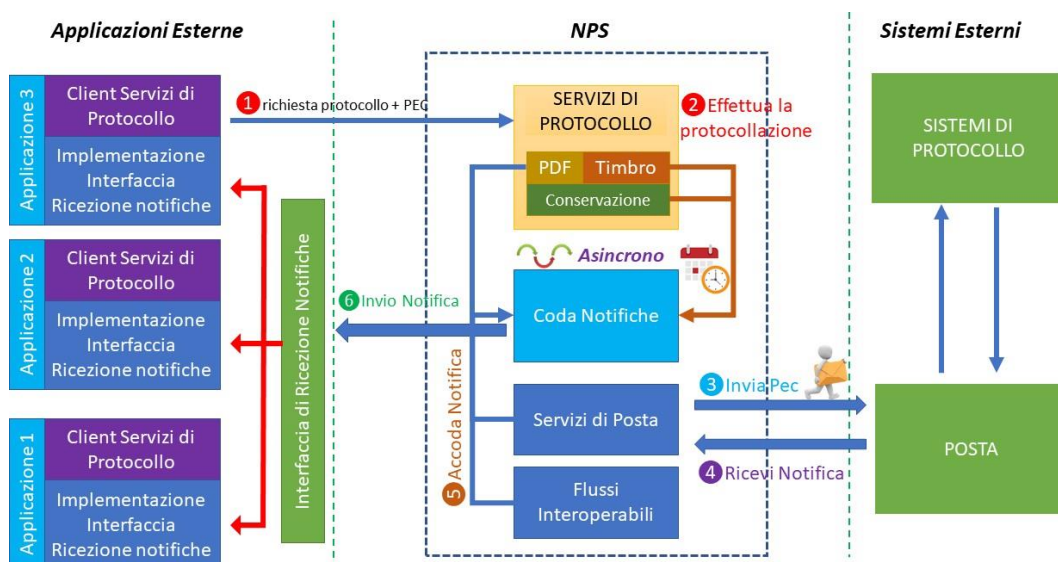 Applicazioni Esterne
NPS
Sistemi Esterni
Applicazione 3
Client Servizi di
Protocollo
Implementazione
Interfaccia
Ricezione notifiche
1 richiesta protocollo + PEC
SERVIZI DI
PROTOCOLLO
PDF
Timbro
Conservazione
2 Effettua la
protocollazione
SISTEMI DI
PROTOCOLLO
Asincrono
Applicazione 2
Client Servizi di
Protocollo
Implementazione
Interfaccia
Ricezione notifiche
Interfaccia di Ricezione Notifiche
6 Invio Notifica
Coda Notifiche
5 Accoda Notifica
Servizi di Posta
3 Invia Pec
4 Ricevi Notifica
POSTA
Flussi
Interoperabili
Applicazione 1
Client Servizi di
Protocollo
Implementazione
Interfaccia
Ricezione notifiche